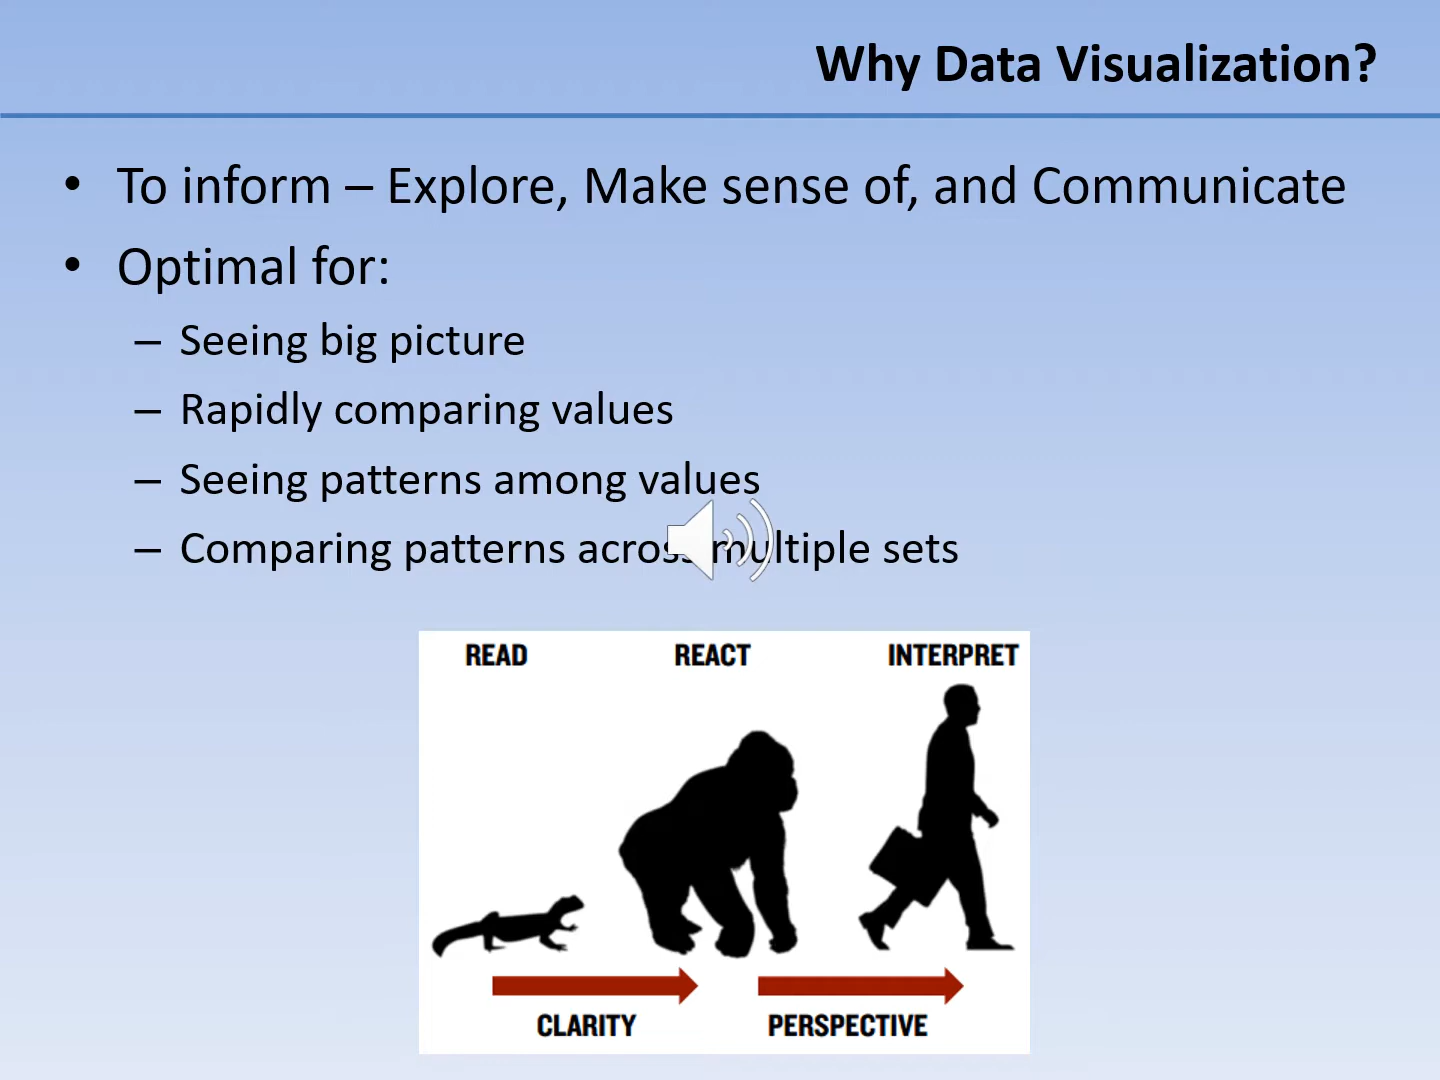 Why Data Visualization?
• To inform – Explore, Make sense of, and Communicate
• Optimal for:
– Seeing big picture
– Rapidly comparing values
– Seeing patterns among values
– Comparing patterns across multiple sets
READ REACT INTERPRET
CLARITY PERSPECTIVE